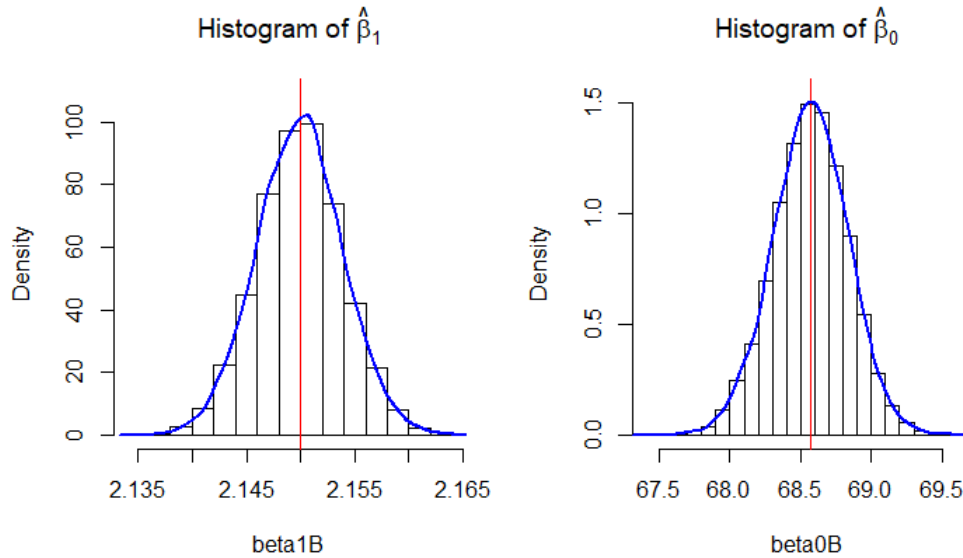 Histogram of β̂₁
Density
0 20 40 60 80 100
2.135 2.145 2.155 2.165
beta1B
Histogram of β̂₀
Density
0.0 0.5 1.0 1.5
67.5 68.0 68.5 69.0 69.5
beta0B